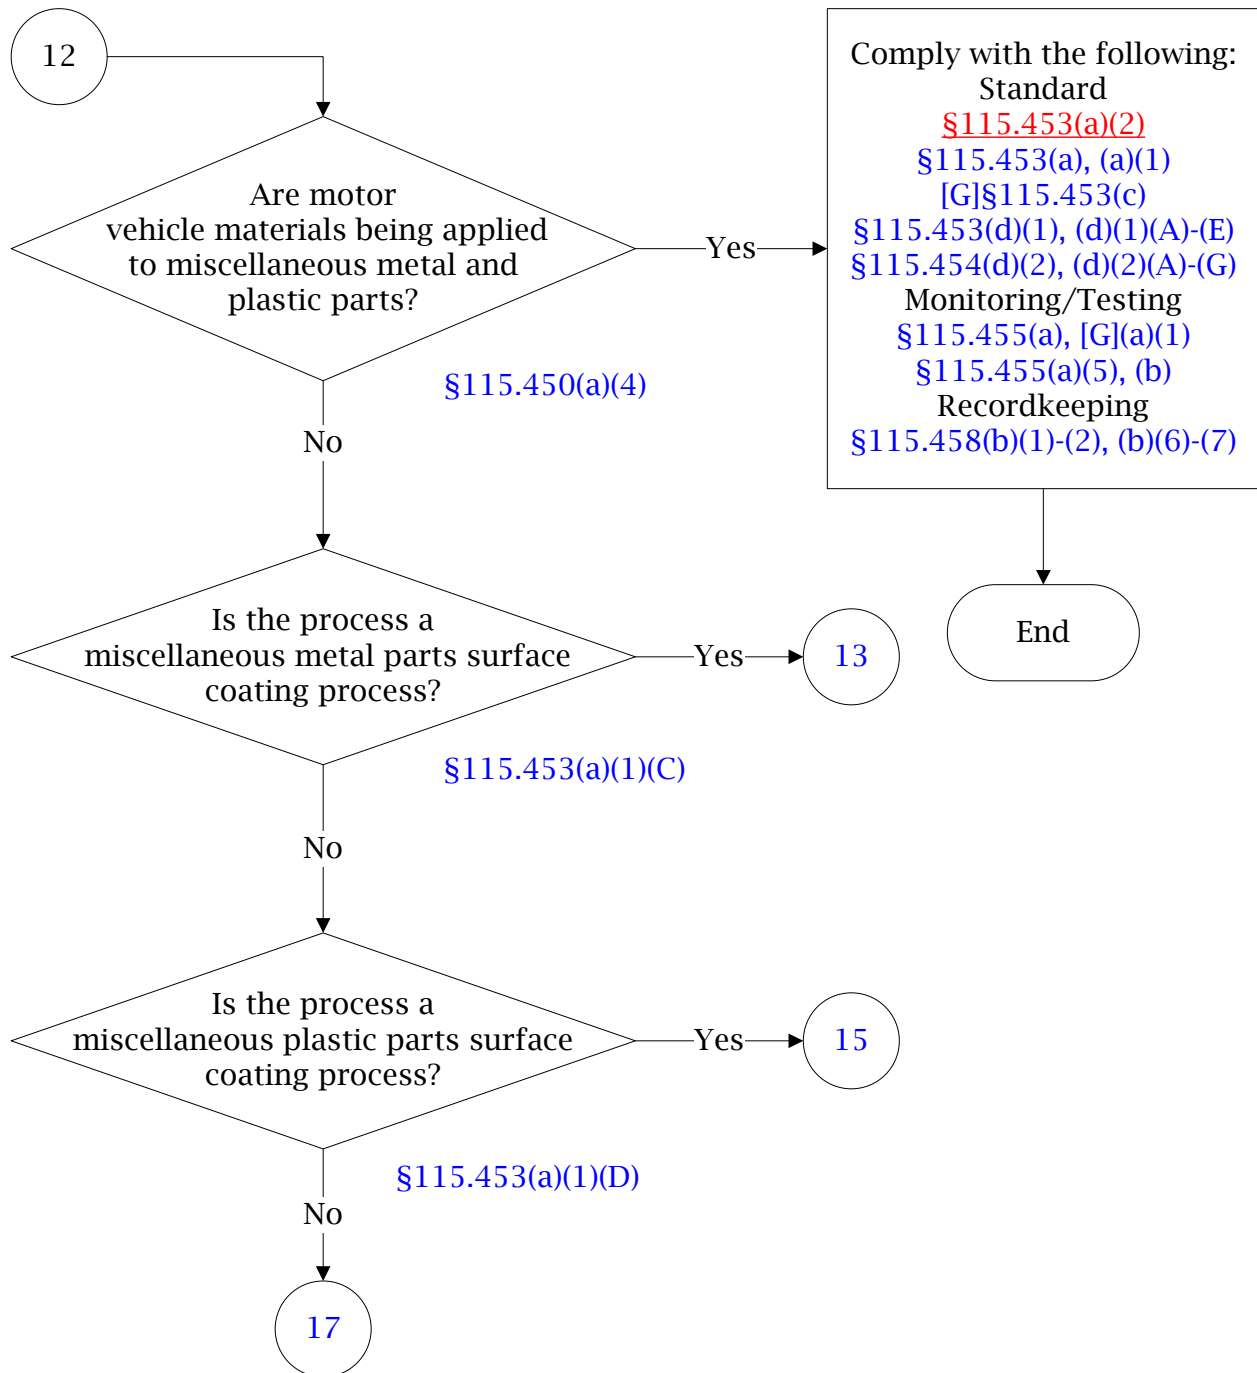 12
Are motor
vehicle materials being applied
to miscellaneous metal and
plastic parts?
Yes
Comply with the following:
Standard
§115.453(a)(2)
§115.453(a), (a)(1)
[G]§115.453(c)
§115.453(d)(1), (d)(1)(A)-(E)
§115.454(d)(2), (d)(2)(A)-(G)
Monitoring/Testing
§115.455(a), [G](a)(1)
§115.455(a)(5), (b)
Recordkeeping
§115.458(b)(1)-(2), (b)(6)-(7)
End
§115.450(a)(4)
No
Is the process a
miscellaneous metal parts surface
coating process?
Yes
13
§115.453(a)(1)(C)
No
Is the process a
miscellaneous plastic parts surface
coating process?
Yes
15
§115.453(a)(1)(D)
No
17